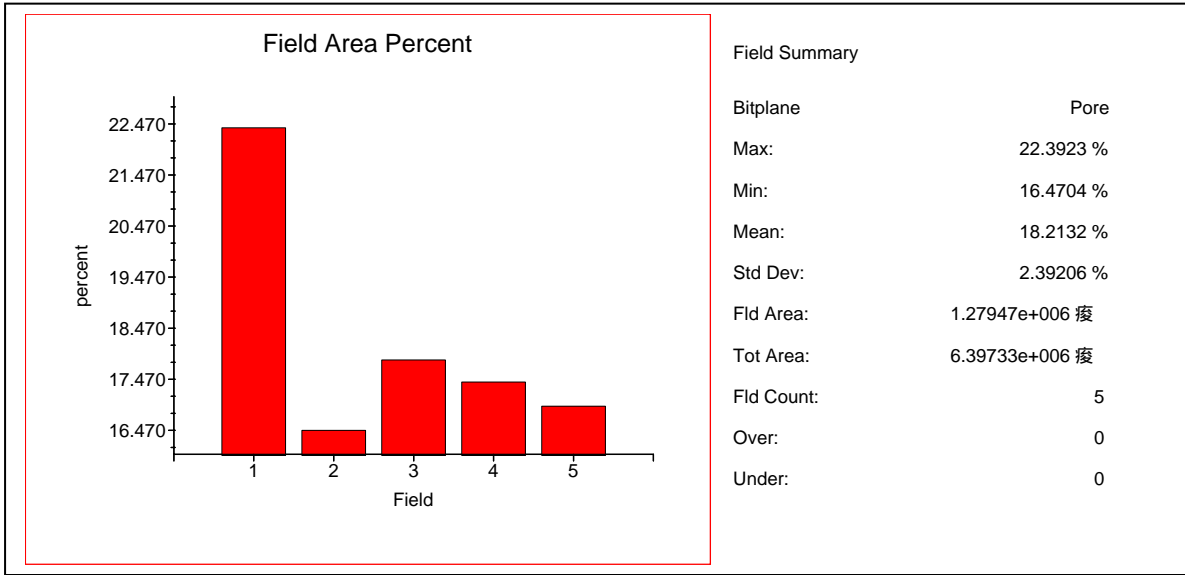 Field Area Percent
percent
22.470
21.470
20.470
19.470
18.470
17.470
16.470
1 2 3 4 5
Field
Field Summary
Bitplane Pore
Max: 22.3923 %
Min: 16.4704 %
Mean: 18.2132 %
Std Dev: 2.39206 %
Fld Area: 1.27947e+006 痠
Tot Area: 6.39733e+006 痠
Fld Count: 5
Over: 0
Under: 0